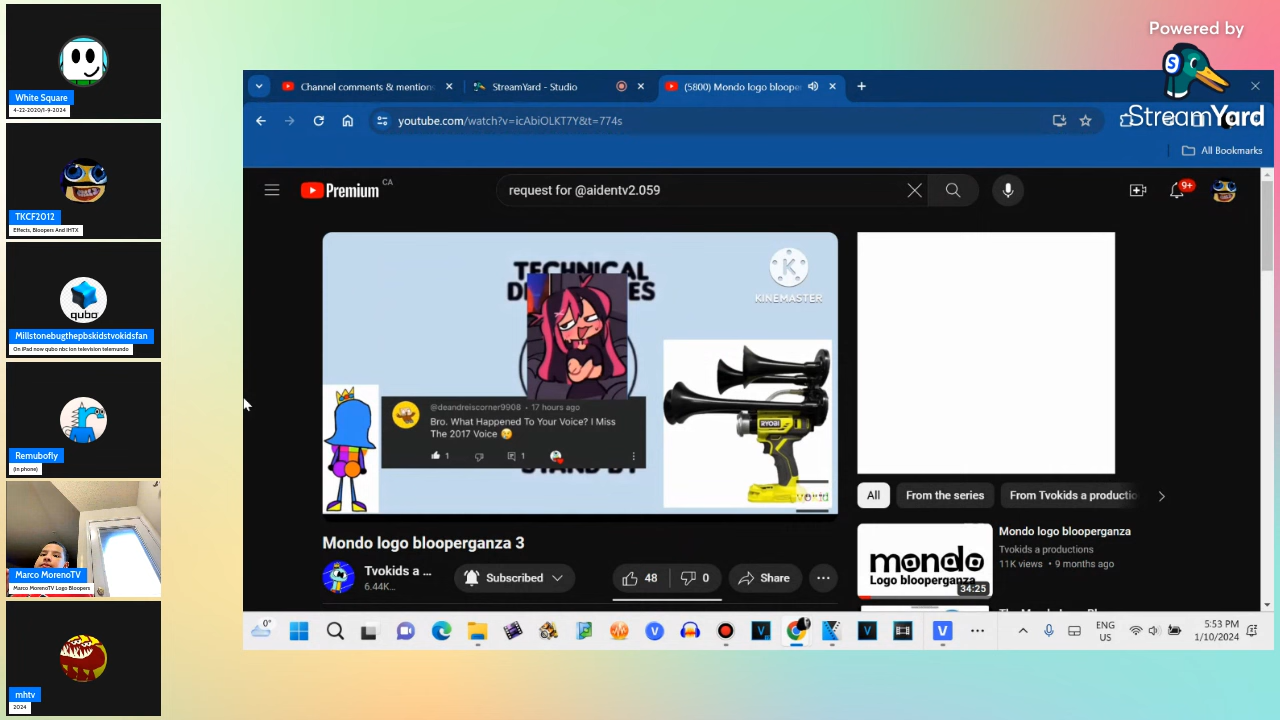 White Square
4-22-2020/1-9-2024
TKCF2012
Effects, Bloopers And IHTX
qubo
Millstonebugthepbskidstvokidsfan
On iPad now qubo nbc ion television telemundo
Remubofly
(in phone)
Marco MorenoTV
Marco MorenoTV Logo Bloopers
mhtv
2024
Powered by
S
StreamYard
Channel comments & mention
StreamYard - Studio
(5800) Mondo logo blooper
youtube.com/watch?v=icAbiOLKT7Y&t=774s
All Bookmarks
Premium CA
request for @aidentv2.059
9+
TECHNICAL
K
KINEMASTER
@deandreiscorner9908 • 17 hours ago
Bro. What Happened To Your Voice? I Miss
The 2017 Voice
1
1
RYOBI
STAND BY
Mondo logo blooperganza 3
Tvokids a ...
6.44K...
Subscribed
48
0
Share
All
From the series
From Tvokids a productio
mondo
Logo blooperganza
34:25
Mondo logo blooperganza
Tvokids a productions
11K views • 9 months ago
0°
ENG
US
5:53 PM
1/10/2024